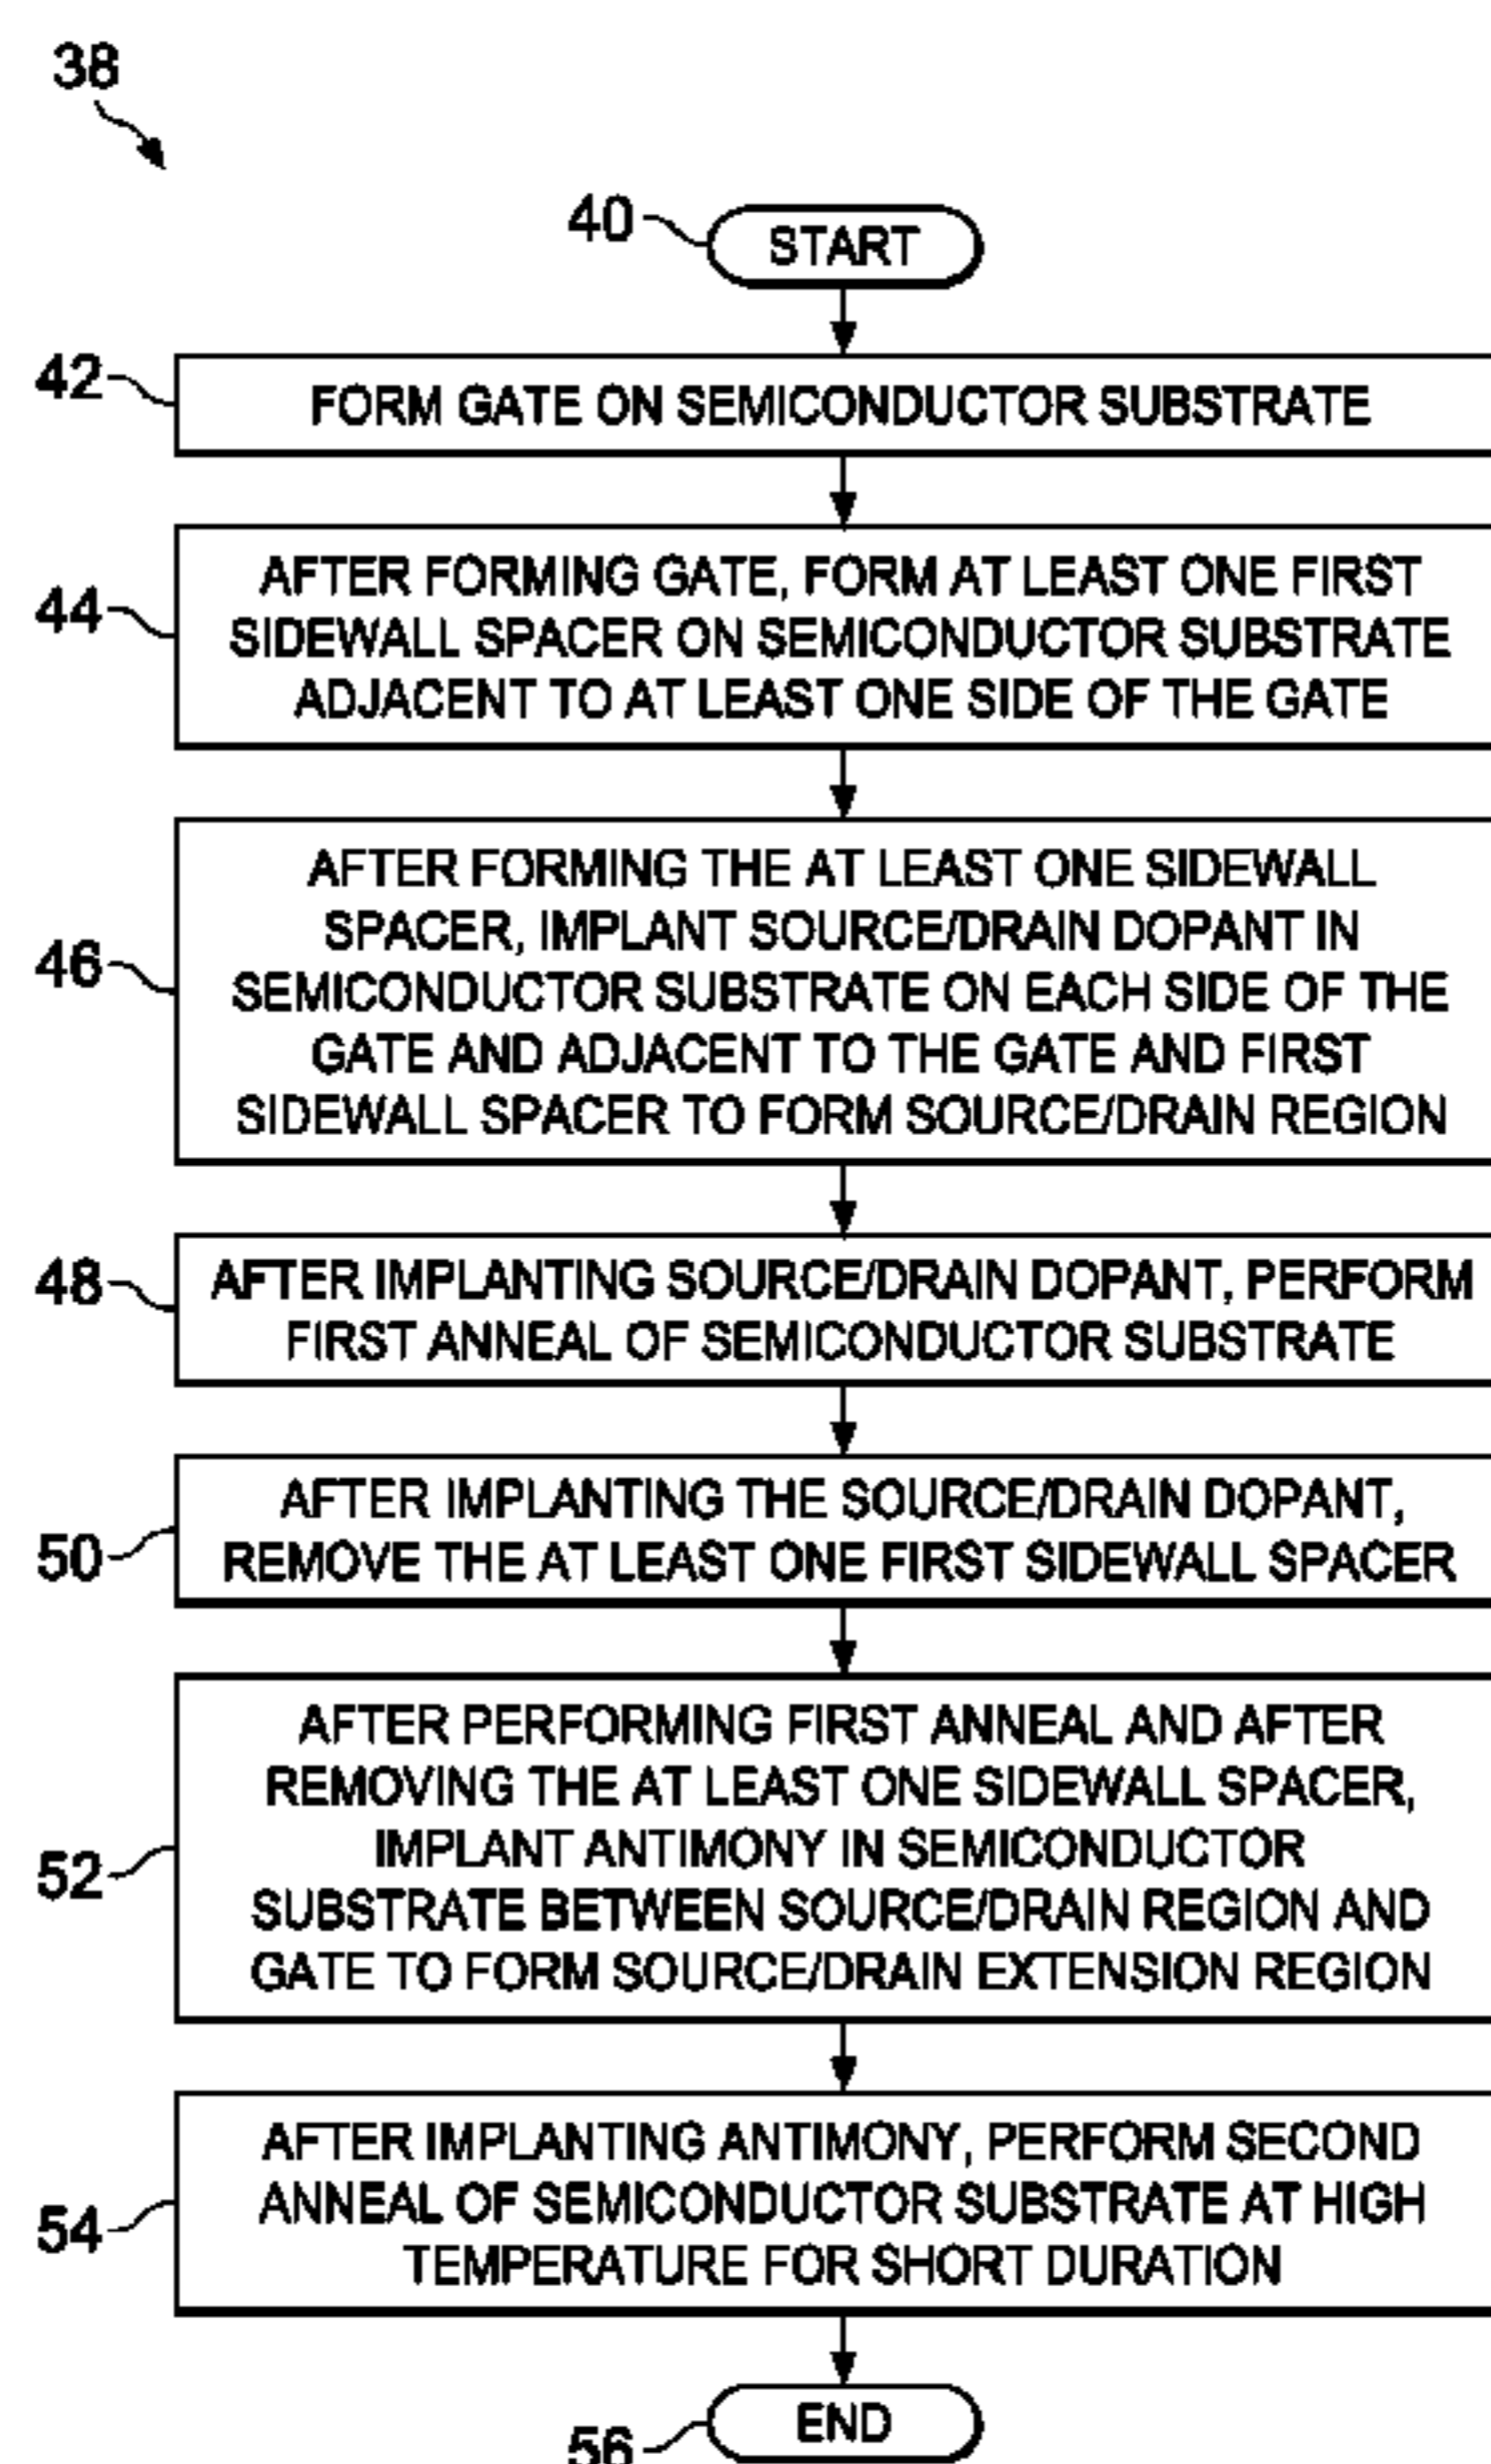 38
40
START
42
FORM GATE ON SEMICONDUCTOR SUBSTRATE
44
AFTER FORMING GATE, FORM AT LEAST ONE FIRST
SIDEWALL SPACER ON SEMICONDUCTOR SUBSTRATE
ADJACENT TO AT LEAST ONE SIDE OF THE GATE
46
AFTER FORMING THE AT LEAST ONE SIDEWALL
SPACER, IMPLANT SOURCE/DRAIN DOPANT IN
SEMICONDUCTOR SUBSTRATE ON EACH SIDE OF THE
GATE AND ADJACENT TO THE GATE AND FIRST
SIDEWALL SPACER TO FORM SOURCE/DRAIN REGION
48
AFTER IMPLANTING SOURCE/DRAIN DOPANT, PERFORM
FIRST ANNEAL OF SEMICONDUCTOR SUBSTRATE
50
AFTER IMPLANTING THE SOURCE/DRAIN DOPANT,
REMOVE THE AT LEAST ONE FIRST SIDEWALL SPACER
52
AFTER PERFORMING FIRST ANNEAL AND AFTER
REMOVING THE AT LEAST ONE SIDEWALL SPACER,
IMPLANT ANTIMONY IN SEMICONDUCTOR
SUBSTRATE BETWEEN SOURCE/DRAIN REGION AND
GATE TO FORM SOURCE/DRAIN EXTENSION REGION
54
AFTER IMPLANTING ANTIMONY, PERFORM SECOND
ANNEAL OF SEMICONDUCTOR SUBSTRATE AT HIGH
TEMPERATURE FOR SHORT DURATION
56
END